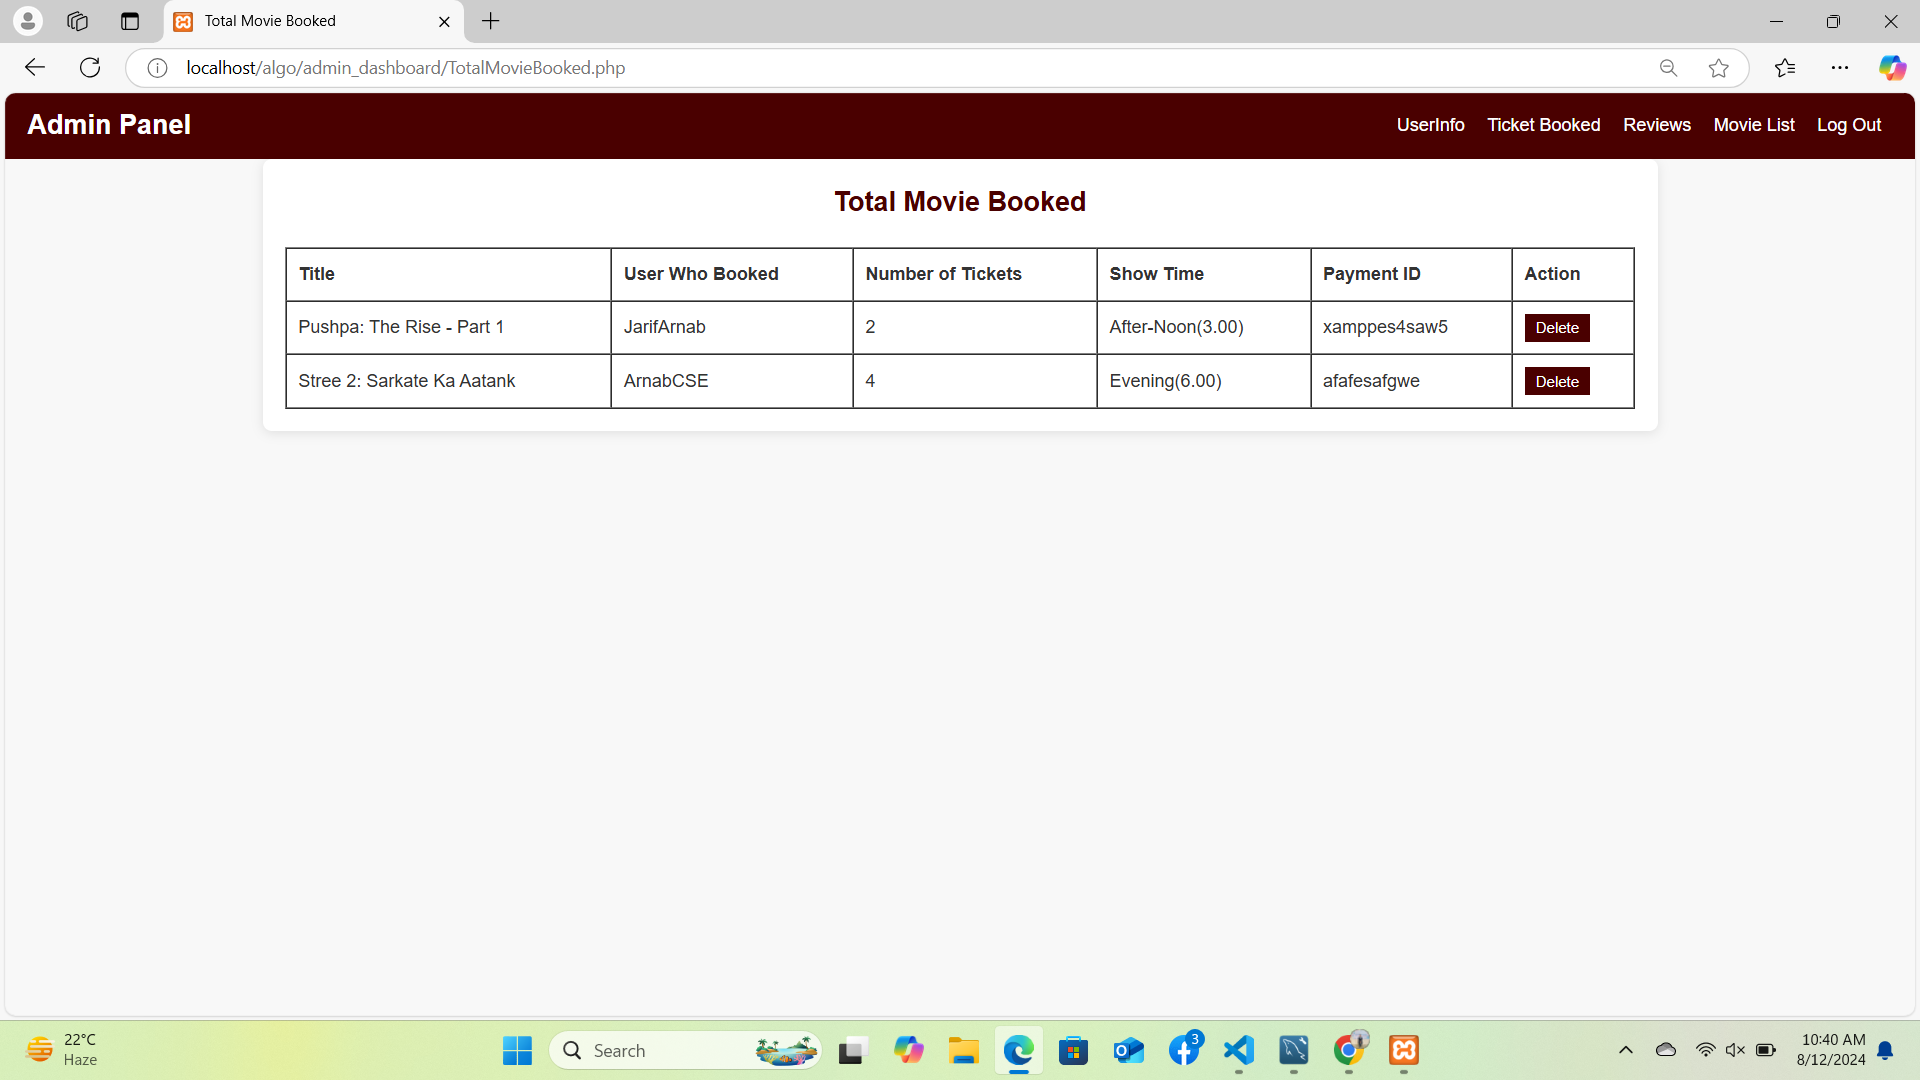 Total Movie Booked
localhost/algo/admin_dashboard/TotalMovieBooked.php
Admin Panel UserInfo Ticket Booked Reviews Movie List Log Out
Total Movie Booked
Title User Who Booked Number of Tickets Show Time Payment ID Action
Pushpa: The Rise - Part 1 JarifArnab 2 After-Noon(3.00) xamppes4saw5 Delete
Stree 2: Sarkate Ka Aatank ArnabCSE 4 Evening(6.00) afafesafgwe Delete
22°C
Haze
Search
3
10:40 AM
8/12/2024